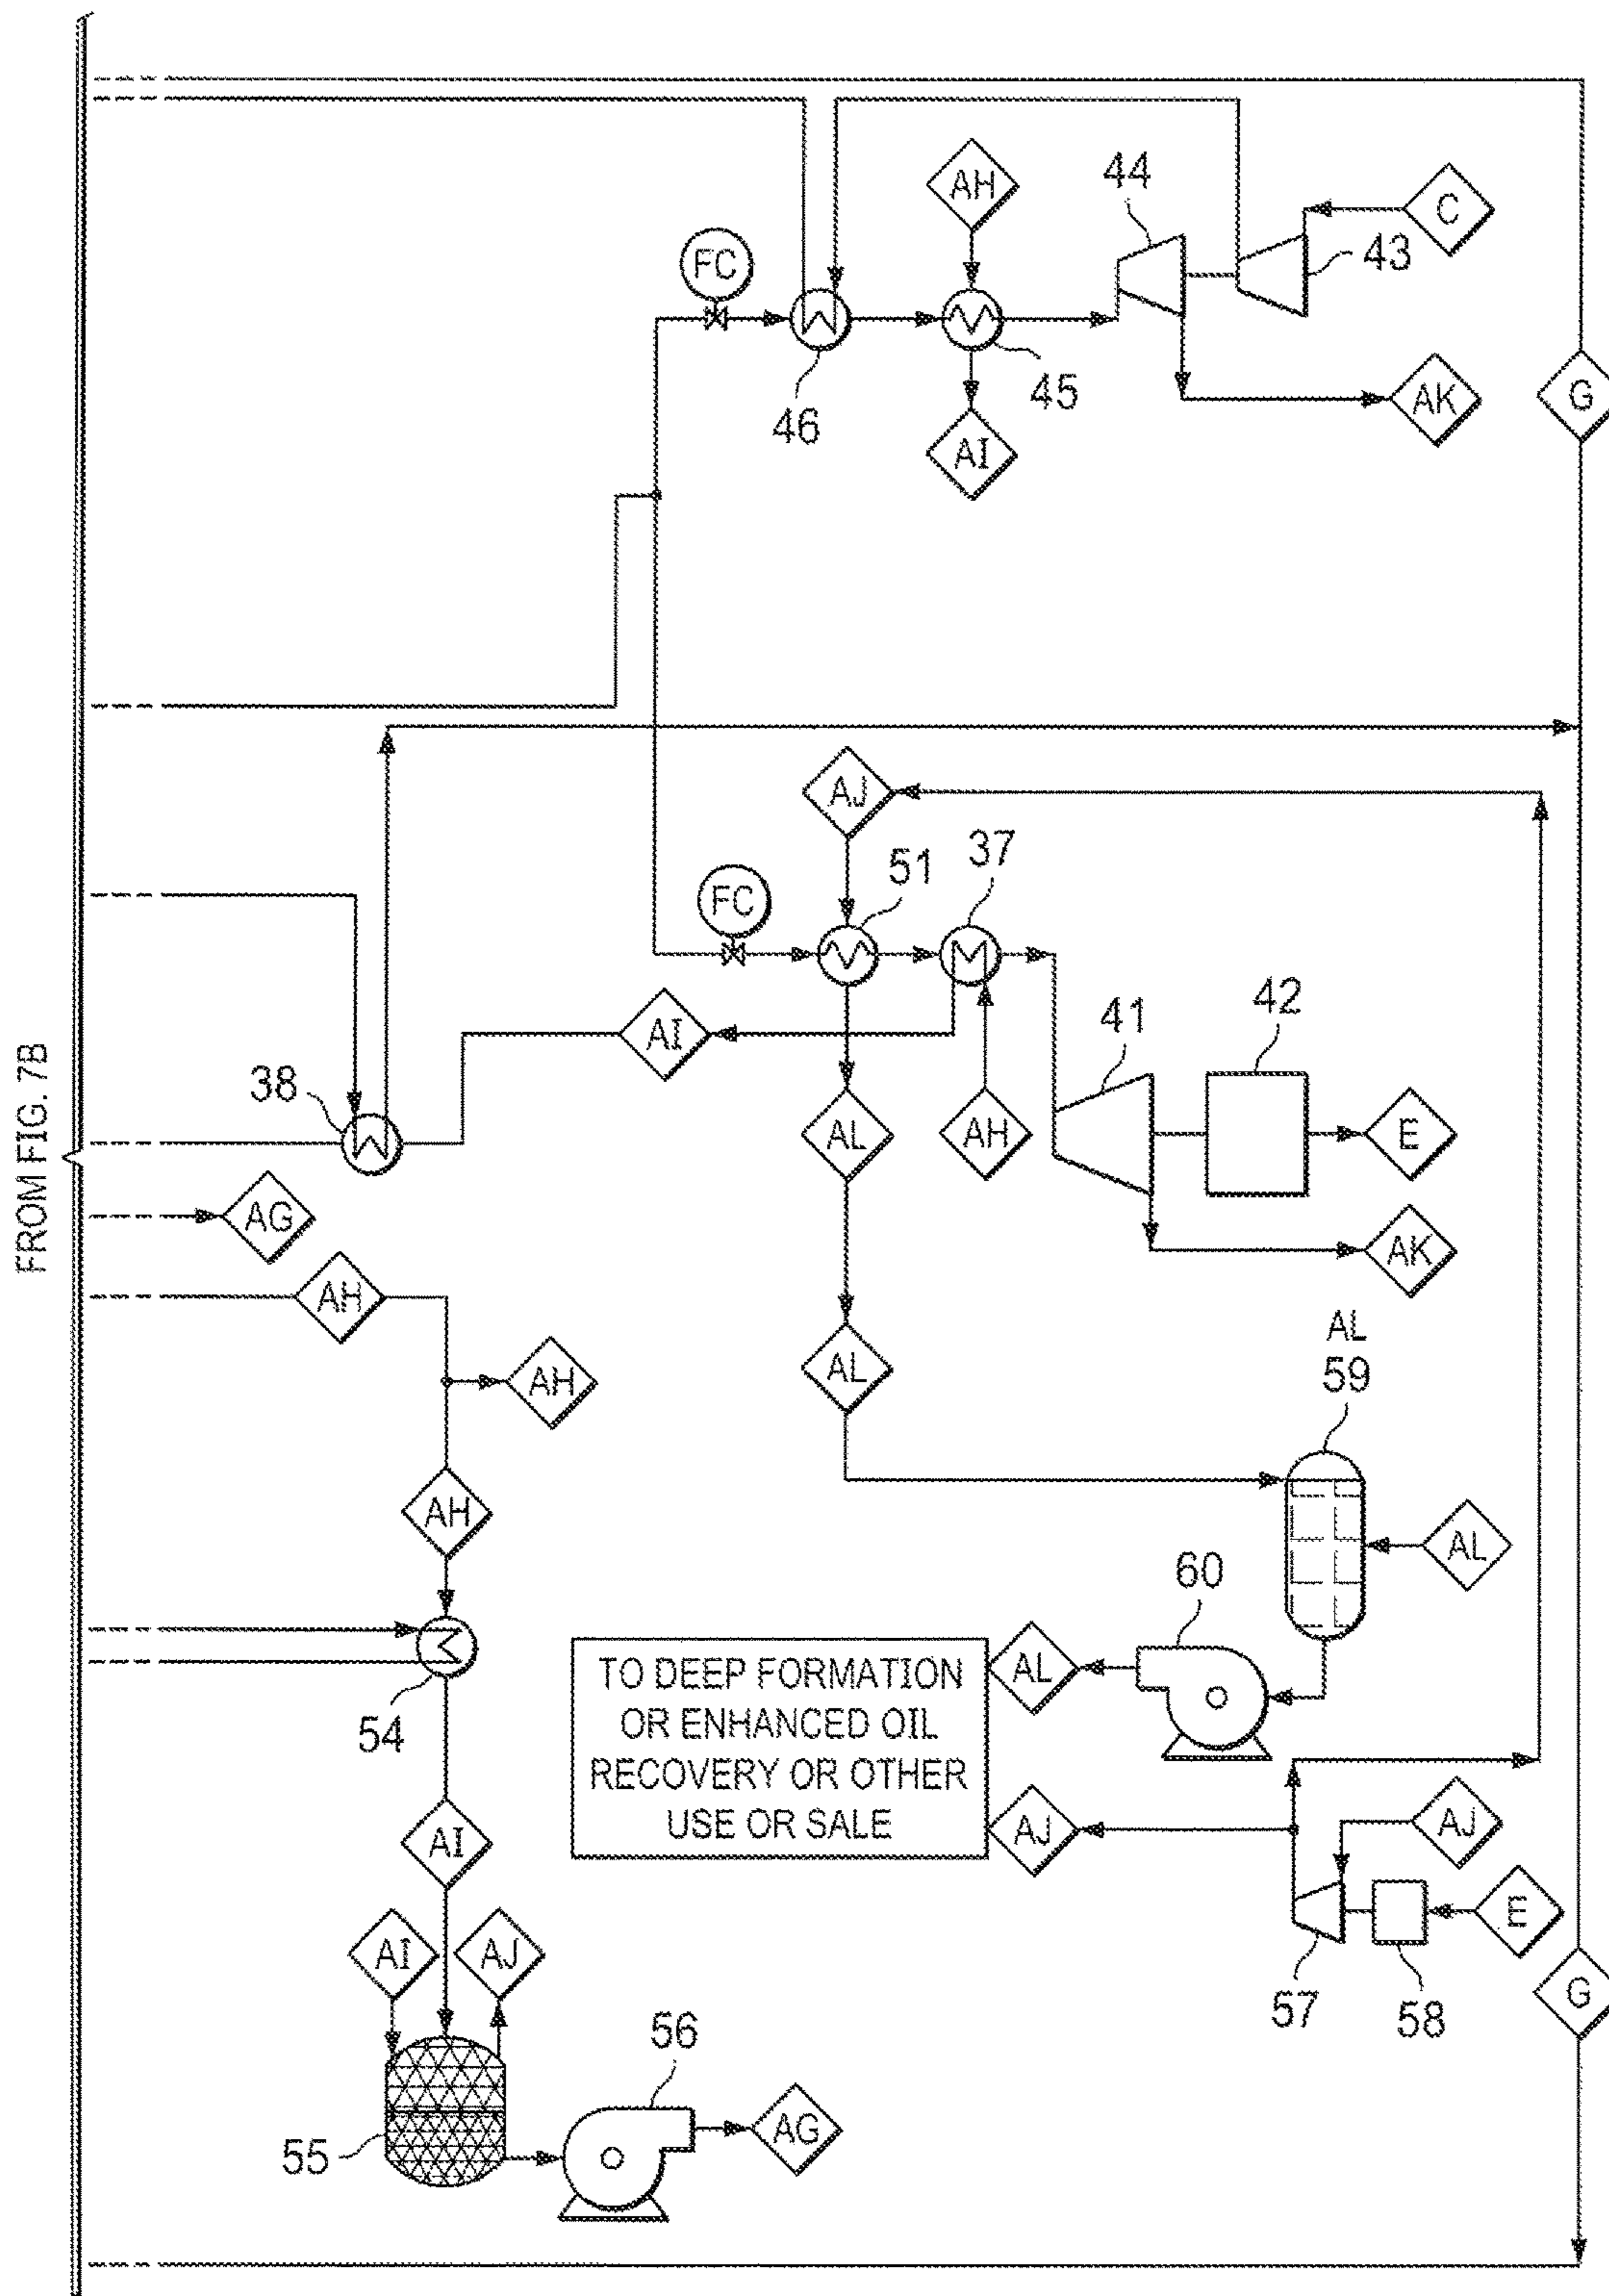 FROM FIG. 7B
44
AH
C
43
FC
46
45
AK
G
AI
AJ
51
37
FC
AI
41
42
38
AL
AH
E
AG
AK
AH
AL
59
AH
AL
AH
AL
60
TO DEEP FORMATION
OR ENHANCED OIL
RECOVERY OR OTHER
USE OR SALE
AL
54
AJ
AJ
AI
E
57
58
G
AI
AJ
56
55
AG